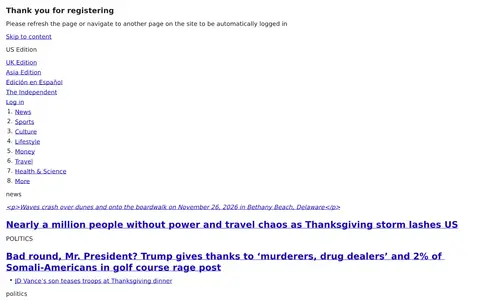 Thank you for registering
Please refresh the page or navigate to another page on the site to be automatically logged in
Skip to content
US Edition
UK Edition
Asia Edition
Edición en Español
The Independent
Log in
1. News
2. Sports
3. Culture
4. Lifestyle
5. Money
6. Travel
7. Health & Science
8. More
news
<p>Waves crash over dunes and onto the boardwalk on November 26, 2026 in Bethany Beach, Delaware</p>
Nearly a million people without power and travel chaos as Thanksgiving storm lashes US
POLITICS
Bad round, Mr. President? Trump gives thanks to ‘murderers, drug dealers’ and 2% of
Somali-Americans in golf course rage post
• JD Vance’s son teases troops at Thanksgiving dinner
politics